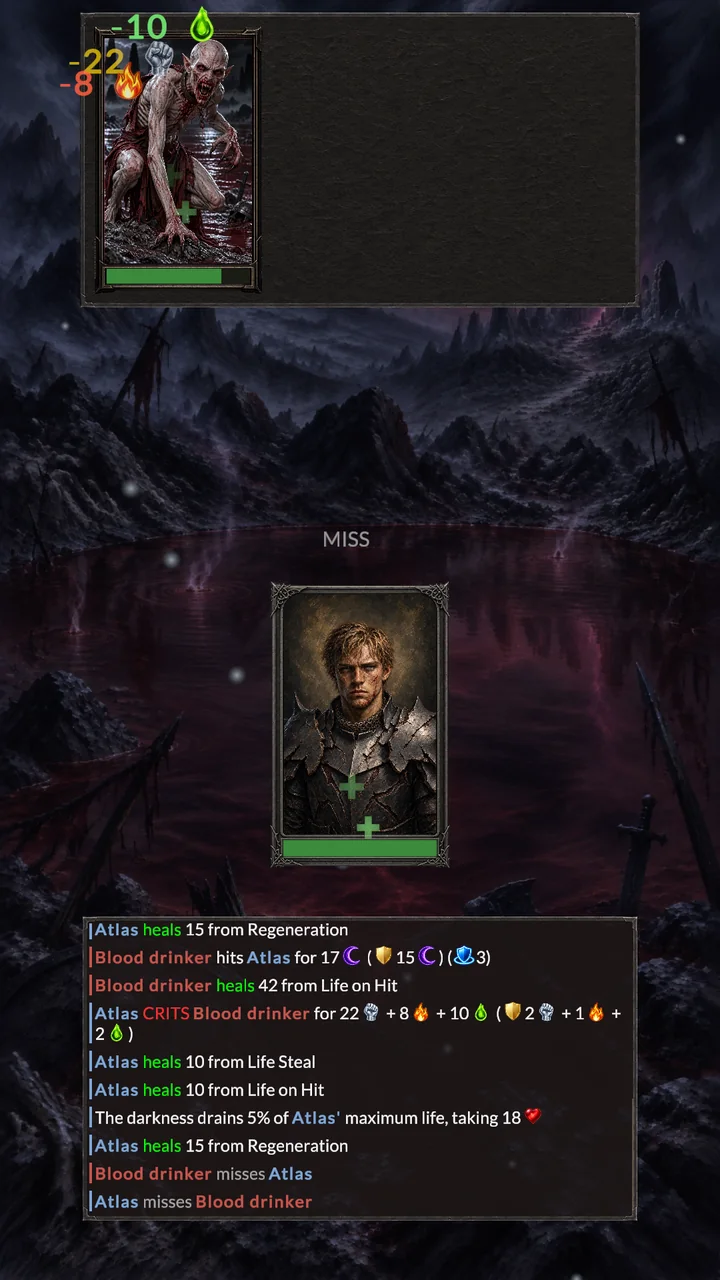 -10
-22
-8
MISS
Atlas heals 15 from Regeneration
Blood drinker hits Atlas for 17 ( 15 ) ( 3)
Blood drinker heals 42 from Life on Hit
Atlas CRITS Blood drinker for 22 + 8 + 10 ( 2 + 1 +
2 )
Atlas heals 10 from Life Steal
Atlas heals 10 from Life on Hit
The darkness drains 5% of Atlas' maximum life, taking 18
Atlas heals 15 from Regeneration
Blood drinker misses Atlas
Atlas misses Blood drinker